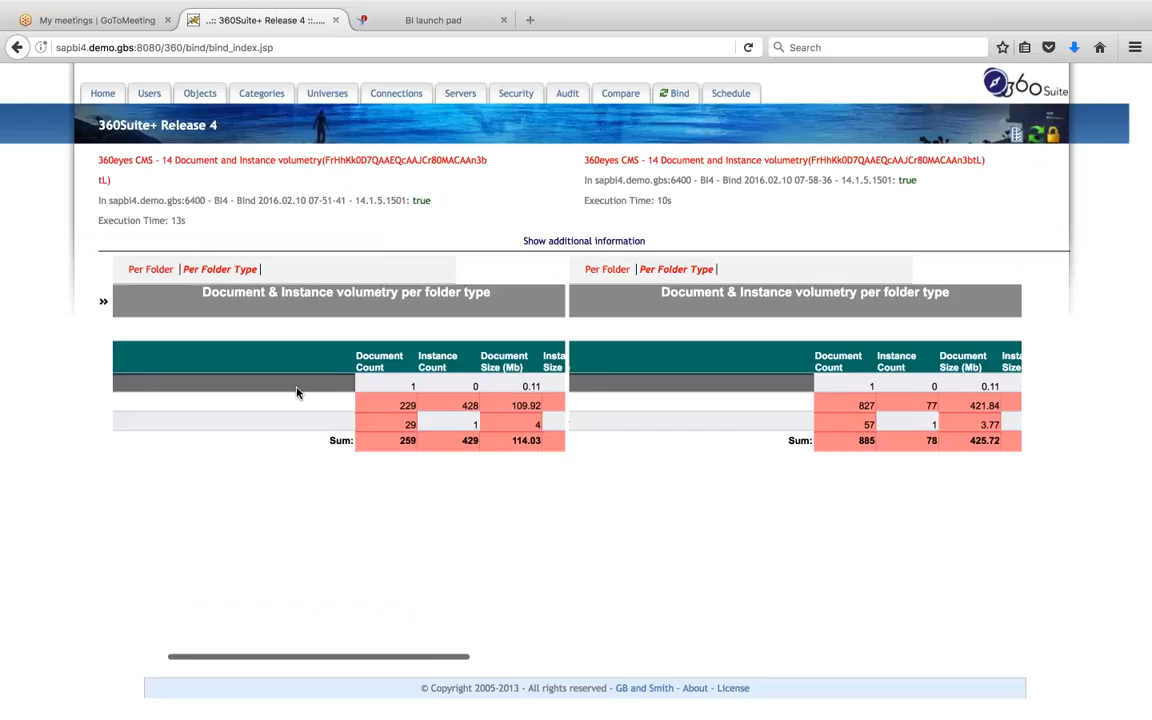 My meetings | GoToMeeting
..:: 360Suite+ Release 4 ::.....
BI launch pad
sapbi4.demo.gbs:8080/360/bind/bind_index.jsp
Search
360 Suite
Home Users Objects Categories Universes Connections Servers Security Audit Compare Bind Schedule
360Suite+ Release 4
360eyes CMS - 14 Document and Instance volumetry(FrHhKk0D7QAAEQcAAJCr80MACAAn3b
tL)
In sapbi4.demo.gbs:6400 - BI4 - Bind 2016.02.10 07-51-41 - 14.1.5.1501: true
Execution Time: 13s
360eyes CMS - 14 Document and Instance volumetry(FrHhKk0D7QAAEQcAAJCr80MACAAn3btL)
In sapbi4.demo.gbs:6400 - BI4 - Bind 2016.02.10 07-58-36 - 14.1.5.1501: true
Execution Time: 10s
Show additional information
Per Folder | Per Folder Type |
Per Folder | Per Folder Type |
»
Document & Instance volumetry per folder type
Document & Instance volumetry per folder type
Document Instance Document Insta
Count Count Size (Mb) Size
1 0 0.11
229 428 109.92
29 1 4
Sum: 259 429 114.03
Document Instance Document Insta
Count Count Size (Mb) Size
1 0 0.11
827 77 421.84
57 1 3.77
Sum: 885 78 425.72
© Copyright 2005-2013 - All rights reserved - GB and Smith - About - License